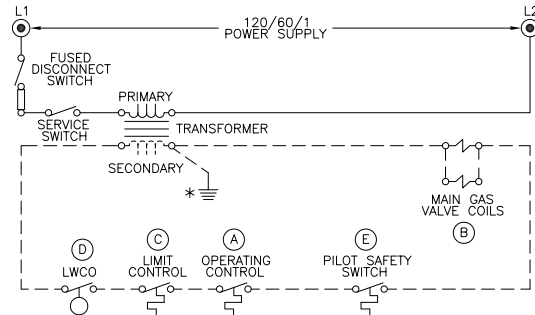 L1
L2
120/60/1
POWER SUPPLY
FUSED
DISCONNECT
SWITCH
PRIMARY
TRANSFORMER
SERVICE
SWITCH
SECONDARY
*
MAIN GAS
VALVE COILS
B
D
C
A
E
LWCO
LIMIT
CONTROL
OPERATING
CONTROL
PILOT SAFETY
SWITCH